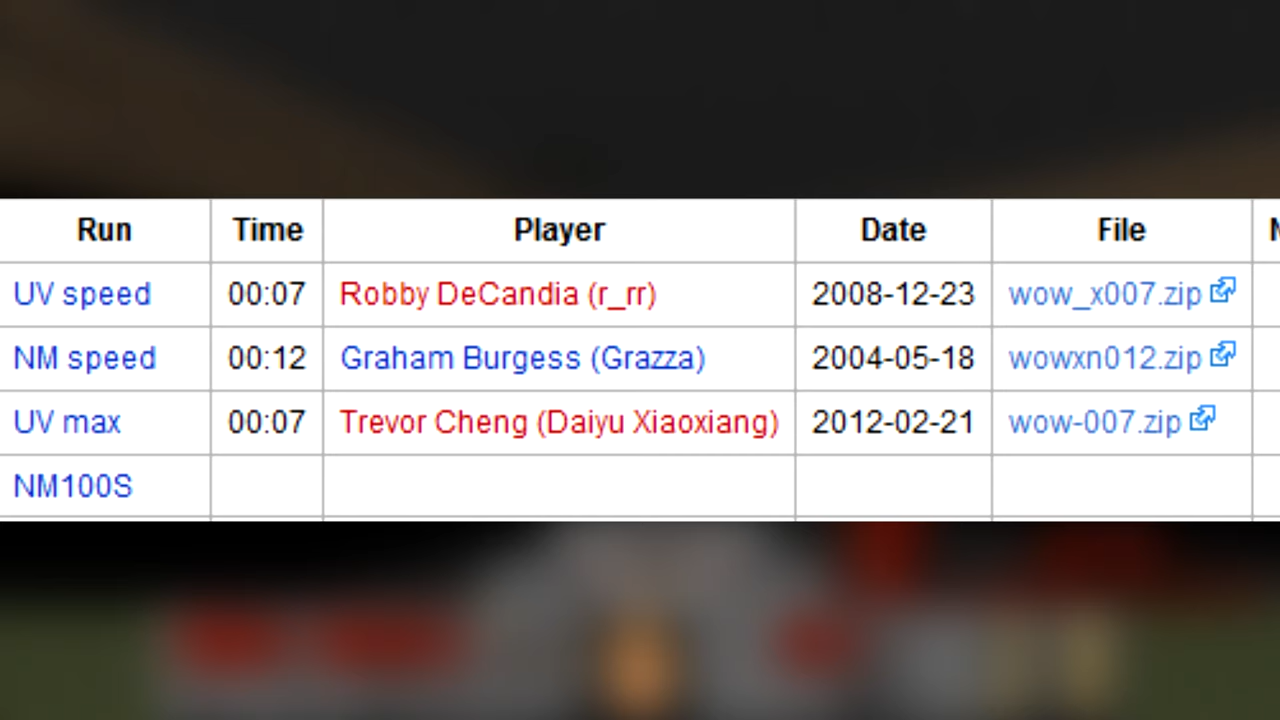 Run Time Player Date File
UV speed 00:07 Robby DeCandia (r_rr) 2008-12-23 wow_x007.zip
NM speed 00:12 Graham Burgess (Grazza) 2004-05-18 wowxn012.zip
UV max 00:07 Trevor Cheng (Daiyu Xiaoxiang) 2012-02-21 wow-007.zip
NM100S